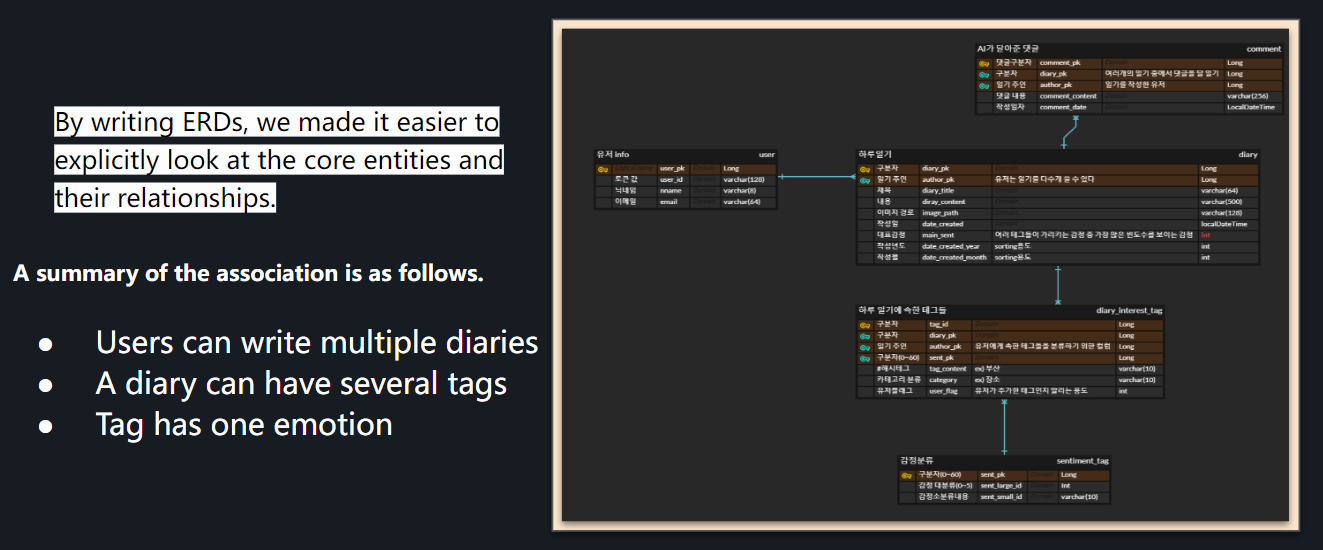 By writing ERDs, we made it easier to
explicitly look at the core entities and
their relationships.
A summary of the association is as follows.
● Users can write multiple diaries
● A diary can have several tags
● Tag has one emotion
AI가 달아준 댓글 comment
댓글구분자 comment_pk Long
구분자 diary_pk 여러개의 일기 중에서 댓글을 달 일기 Long
일기 주인 author_pk 일기를 작성한 유저 Long
댓글 내용 comment_content varchar(256)
작성일자 comment_date LocalDateTime
유저 info user
user_pk Long
토큰 값 user_id varchar(128)
닉네임 nname varchar(8)
이메일 email varchar(64)
하루일기 diary
구분자 diary_pk Long
일기 주인 author_pk 유저는 일기를 다수개 쓸 수 있다 Long
제목 diary_title varchar(64)
내용 diray_content varchar(500)
이미지 경로 image_path varchar(128)
작성일 date_created localDateTime
대표감정 main_sent 여러 태그들이 가리키는 감정 중 가장 많은 빈도수를 보이는 감정 int
작성년도 date_created_year sorting용도 int
작성월 date_created_month sorting용도 int
하루 일기에 속한 태그들 diary_interest_tag
구분자 tag_id Long
구분자 diary_pk Long
일기 주인 author_pk 유저에게 속한 태그들을 분류하기 위한 컬럼 Long
구분자(0~60) sent_pk Long
#해시태그 tag_content ex) 부산 varchar(10)
카테고리 분류 category ex) 장소 varchar(10)
유저플래그 user_flag 유저가 추가한 태그인지 알리는 용도 int
감정분류 sentiment_tag
구분자(0~60) sent_pk Long
감정 대분류(0~5) sent_large_id Int
감정소분류내용 sent_small_id varchar(10)